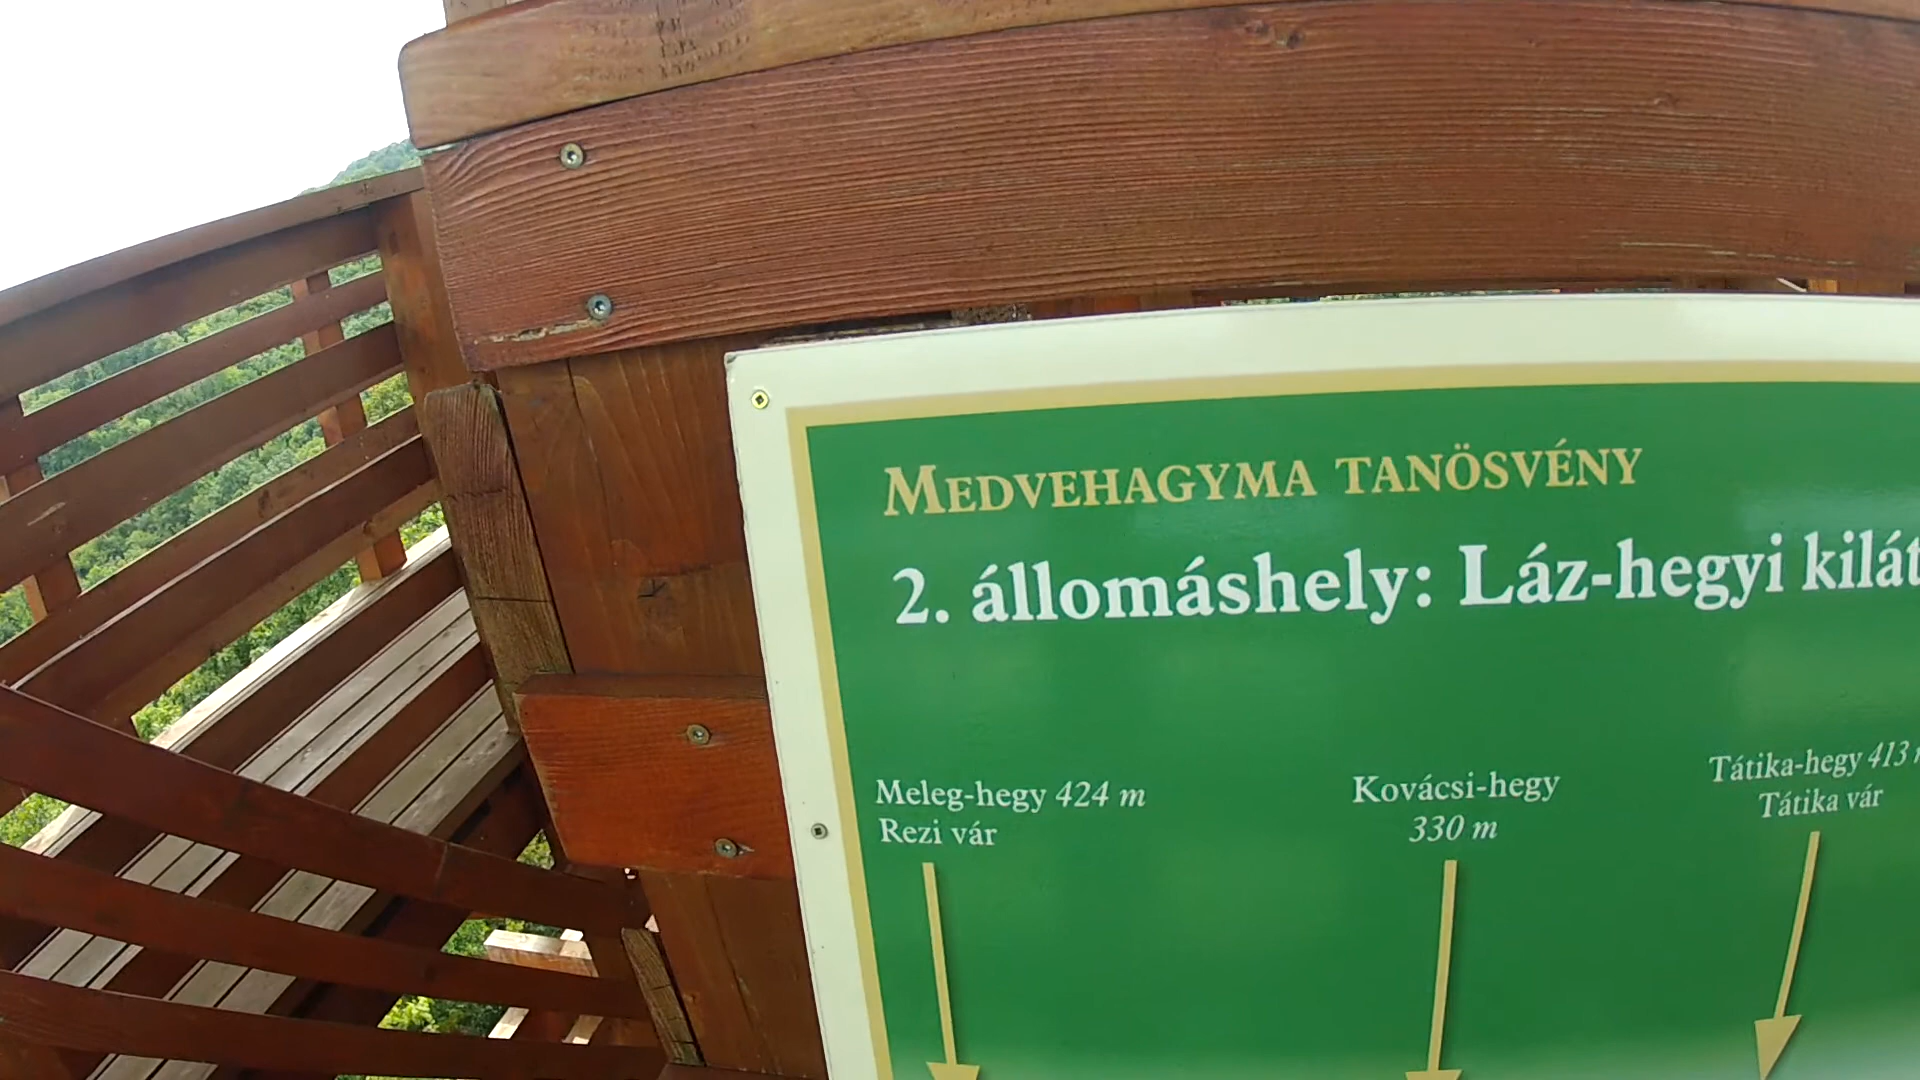 MEDVEHAGYMA TANÖSVÉNY
2. állomáshely: Láz-hegyi kilát
Meleg-hegy 424 m
Rezi vár
Kovácsi-hegy
330 m
Tátika-hegy 413
Tátika vár